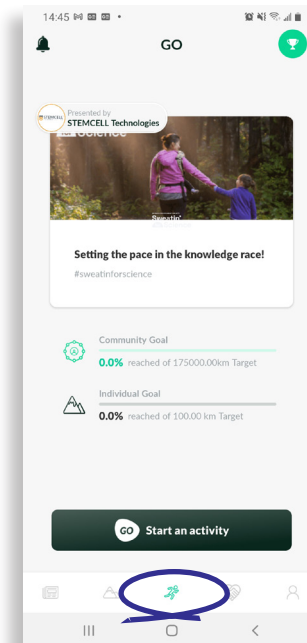 14:45
GO
Presented by
STEMCELL Technologies
Science
Sweatin'
Setting the pace in the knowledge race!
#sweatinforscience
Community Goal
0.0% reached of 175000.00km Target
Individual Goal
0.0% reached of 100.00 km Target
GO Start an activity